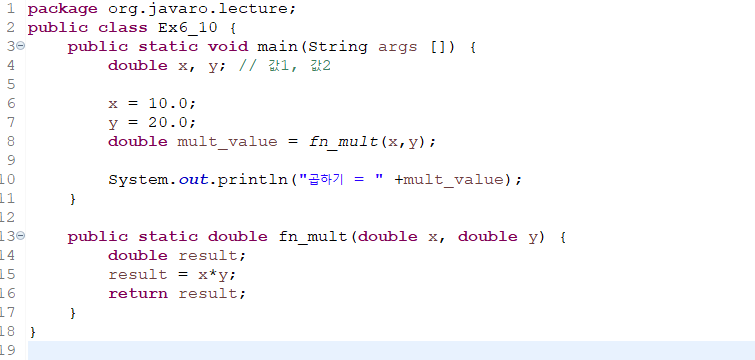 1 package org.javaro.lecture;
2 public class Ex6_10 {
3 public static void main(String args []) {
4 double x, y; // 값1, 값2
5
6 x = 10.0;
7 y = 20.0;
8 double mult_value = fn_mult(x,y);
9
10 System.out.println("곱하기 = " +mult_value);
11 }
12
13 public static double fn_mult(double x, double y) {
14 double result;
15 result = x*y;
16 return result;
17 }
18 }
19